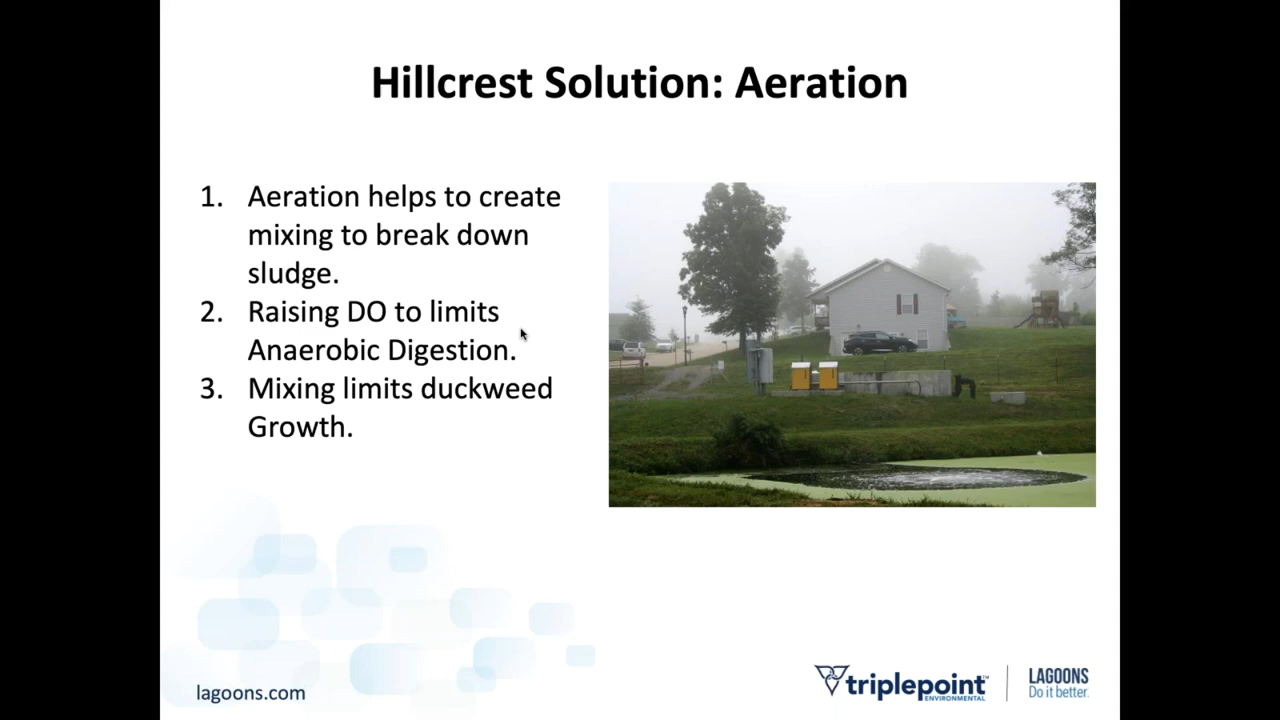 Hillcrest Solution: Aeration
1. Aeration helps to create
mixing to break down
sludge.
2. Raising DO to limits
Anaerobic Digestion.
3. Mixing limits duckweed
Growth.
lagoons.com
triplepoint™
ENVIRONMENTAL
LAGOONS
Do it better.